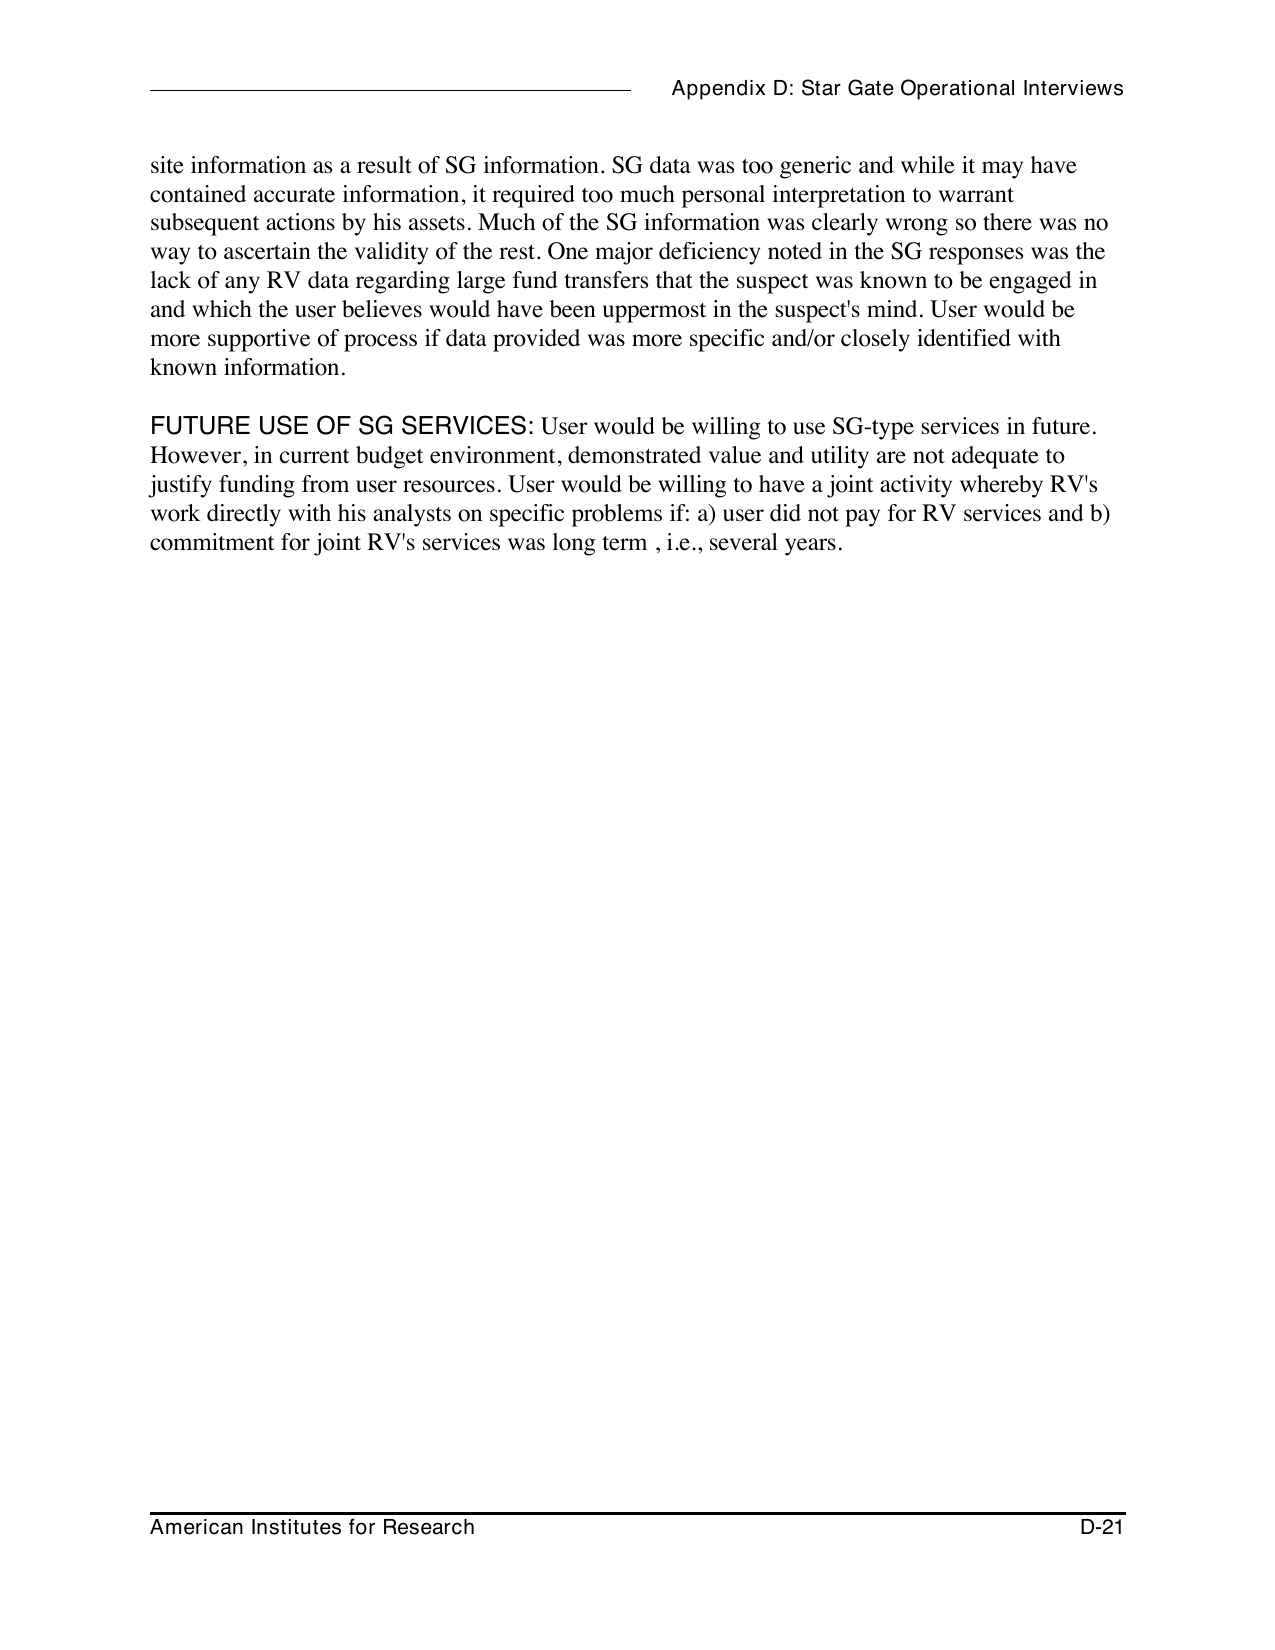 Appendix D: Star Gate Operational Interviews
site information as a result of SG information. SG data was too generic and while it may have
contained accurate information, it required too much personal interpretation to warrant
subsequent actions by his assets. Much of the SG information was clearly wrong so there was no
way to ascertain the validity of the rest. One major deficiency noted in the SG responses was the
lack of any RV data regarding large fund transfers that the suspect was known to be engaged in
and which the user believes would have been uppermost in the suspect's mind. User would be
more supportive of process if data provided was more specific and/or closely identified with
known information.
FUTURE USE OF SG SERVICES: User would be willing to use SG-type services in future.
However, in current budget environment, demonstrated value and utility are not adequate to
justify funding from user resources. User would be willing to have a joint activity whereby RV's
work directly with his analysts on specific problems if: a) user did not pay for RV services and b)
commitment for joint RV's services was long term , i.e., several years.
American Institutes for Research D-21